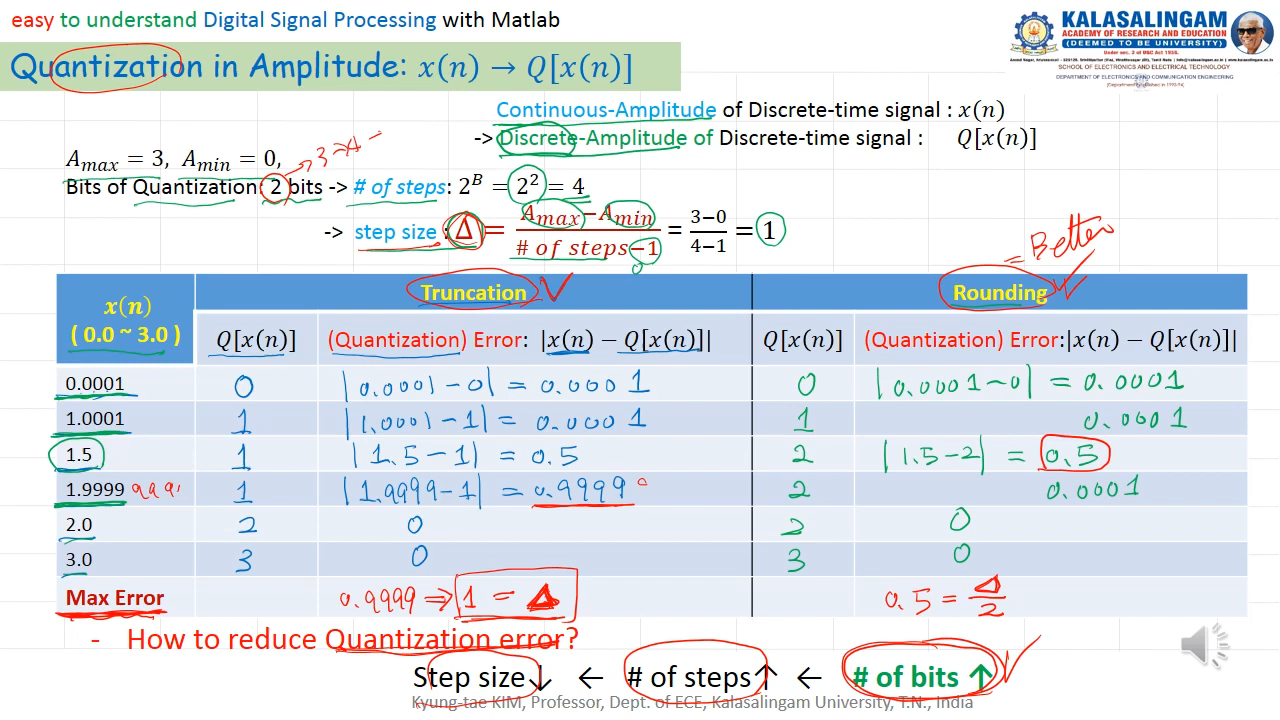 easy to understand Digital Signal Processing with Matlab
KALASALINGAM
ACADEMY OF RESEARCH AND EDUCATION
(DEEMED TO BE UNIVERSITY)
Under sec. 3 of UGC Act 1956.
SCHOOL OF ELECTRONICS AND ELECTRICAL TECHNOLOGY
DEPARTMENT OF ELECTRONICS AND COMMUNICATION ENGINEERING
Quantization in Amplitude: x(n) → Q[x(n)]
Continuous-Amplitude of Discrete-time signal : x(n)
-> Discrete-Amplitude of Discrete-time signal : Q[x(n)]
A_max = 3, A_min = 0,
Bits of Quantization: 2 bits -> # of steps: 2^B = 2^2 = 4
-> step size : Δ = (A_max−A_min)/(# of steps−1) = (3−0)/(4−1) = 1
= Better
x(n) ( 0.0 ~ 3.0 ) Truncation Rounding
Q[x(n)] (Quantization) Error: |x(n) − Q[x(n)]| Q[x(n)] (Quantization) Error:|x(n) − Q[x(n)]|
0.0001 0 |0.0001-0| = 0.0001 0 |0.0001-0| = 0.0001
1.0001 1 |1.0001-1| = 0.0001 1 0.0001
1.5 1 |1.5-1| = 0.5 2 |1.5-2| = 0.5
1.9999 1 |1.9999-1| = 0.9999 2 0.0001
2.0 2 0 2 0
3.0 3 0 3 0
Max Error 0.9999 ⇒ 1 = Δ 0.5 = Δ/2
- How to reduce Quantization error?
Step size↓ ← # of steps↑ ← # of bits ↑
Kyung-tae KIM, Professor, Dept. of ECE, Kalasalingam University, T.N., India